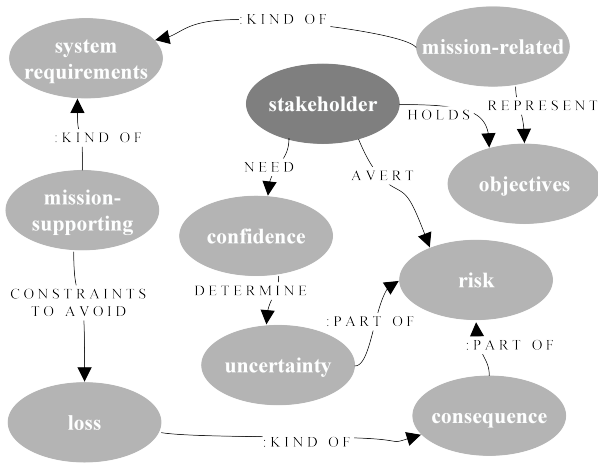 :KIND OF
system
requirements
mission-related
stakeholder
HOLDS
REPRESENT
:KIND OF
NEED
AVERT
objectives
mission-
supporting
confidence
CONSTRAINTS
TO AVOID
DETERMINE
risk
:PART OF
uncertainty
:PART OF
loss
consequence
:KIND OF